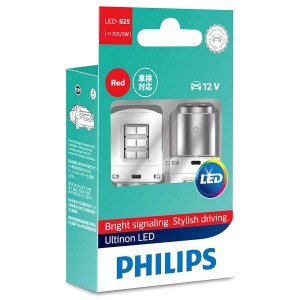 LED-S25
≈ P21/5W
Red
車検
対応
12 V
LED
Bright signaling. Stylish driving.
Ultinon LED
PHILIPS